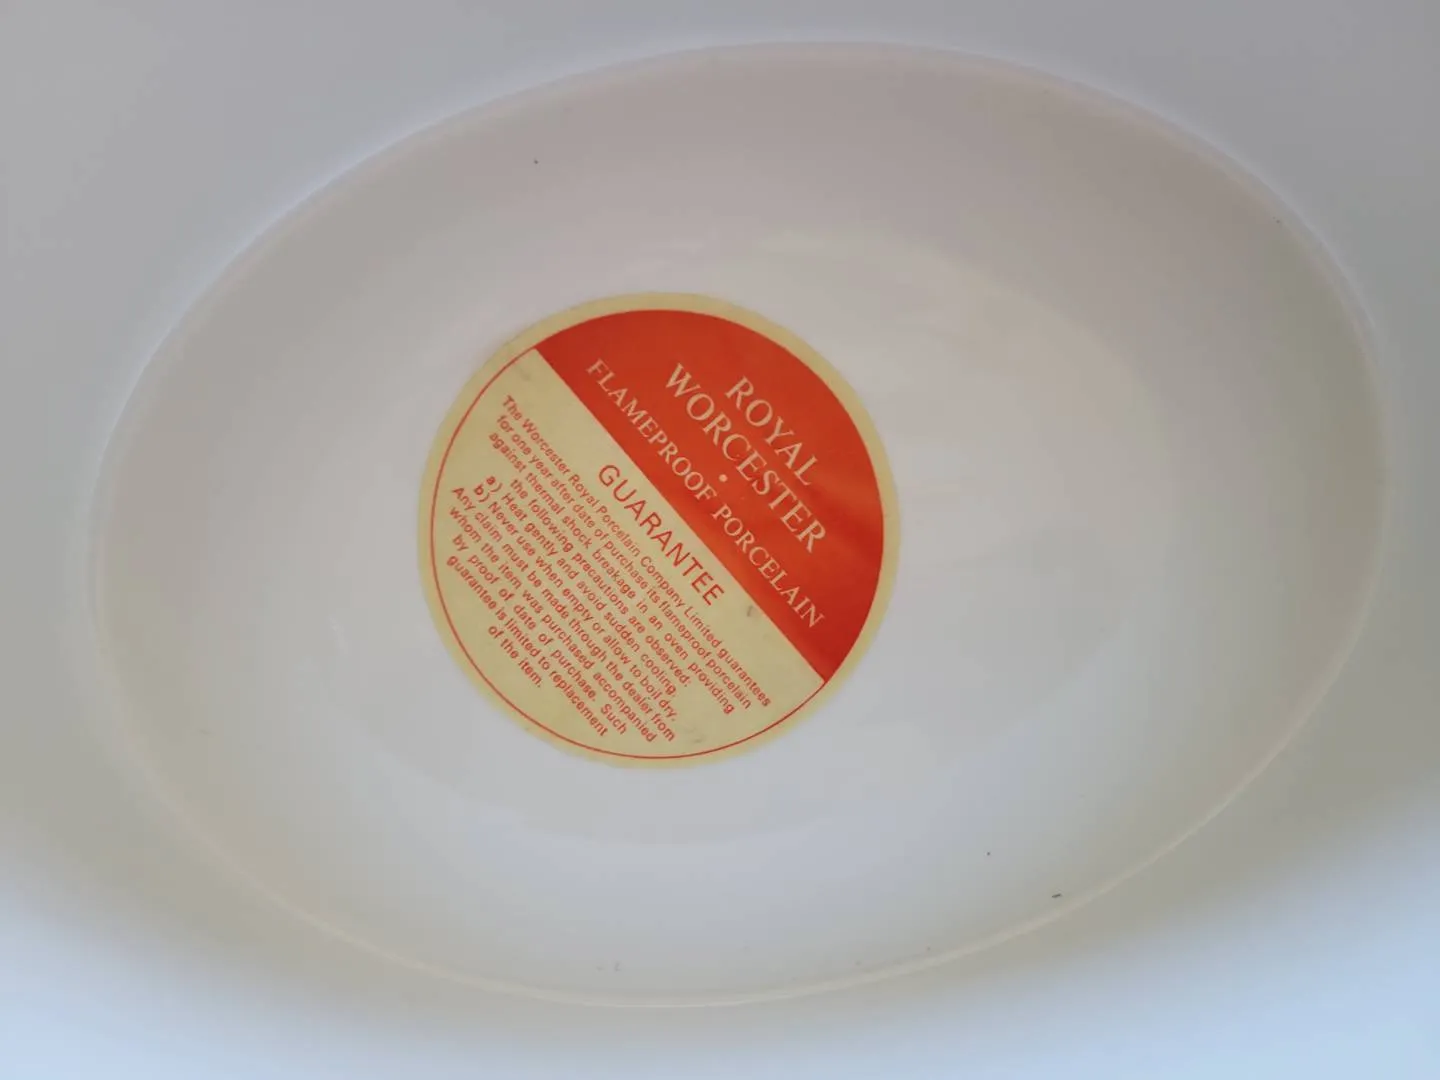 ROYAL
WORCESTER
•
FLAMEPROOF PORCELAIN
GUARANTEE
The Worcester Royal Porcelain Company Limited guarantees
for one year after date of purchase its flameproof porcelain
against thermal shock breakage in an oven providing
the following precautions are observed:
a) Heat gently and avoid sudden cooling.
b) Never use when empty or allow to boil dry.
Any claim must be made through the dealer from
whom the item was purchased accompanied
by proof of date of purchase. Such
guarantee is limited to replacement
of the item.